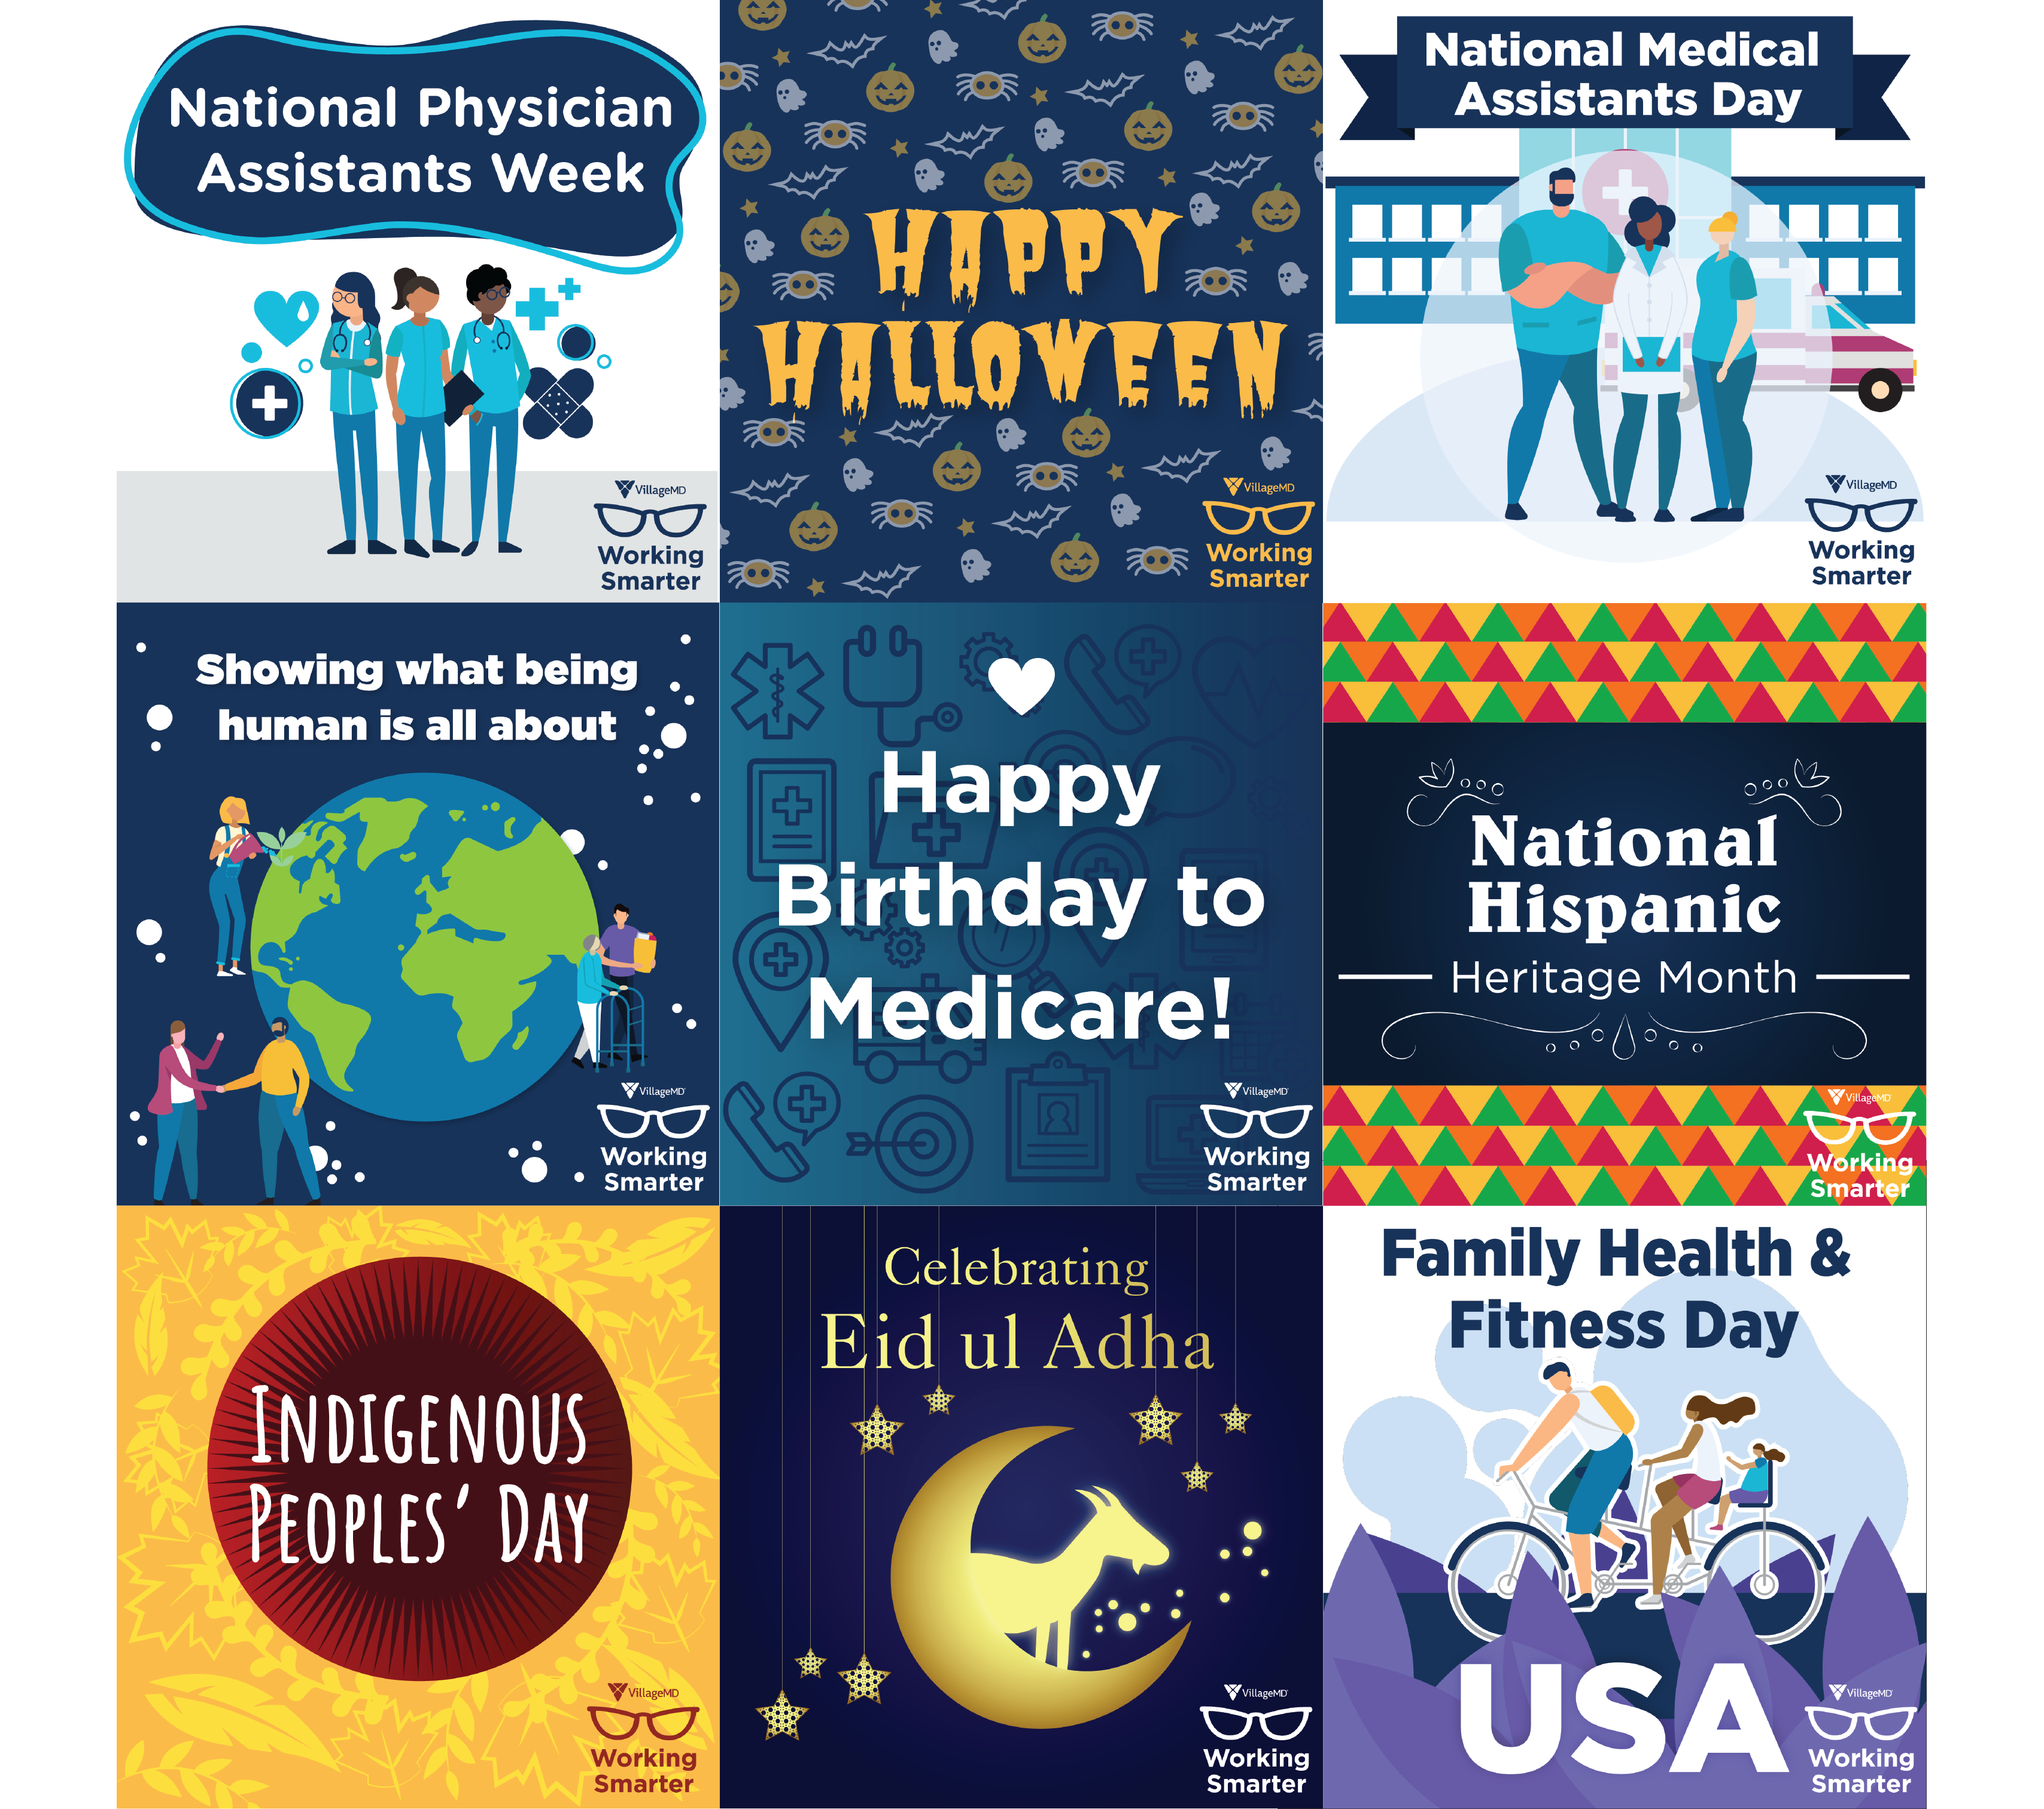 National Physician
Assistants Week
VillageMD
Working
Smarter
HAPPY
HALLOWEEN
VillageMD
Working
Smarter
National Medical
Assistants Day
VillageMD
Working
Smarter
Showing what being
human is all about
VillageMD
Working
Smarter
Happy
Birthday to
Medicare!
VillageMD
Working
Smarter
National
Hispanic
Heritage Month
VillageMD
Working
Smarter
INDIGENOUS
PEOPLES’ DAY
VillageMD
Working
Smarter
Celebrating
Eid ul Adha
VillageMD
Working
Smarter
Family Health &
Fitness Day
USA
VillageMD
Working
Smarter